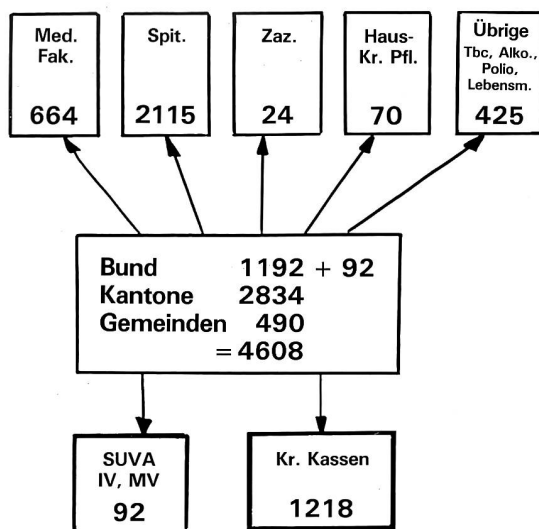 Med.
Fak.
664
Spit.
2115
Zaz.
24
Haus-
Kr. Pfl.
70
Übrige
Tbc, Alko.,
Polio,
Lebensm.
425
Bund 1192 + 92
Kantone 2834
Gemeinden 490
= 4608
SUVA
IV, MV
92
Kr. Kassen
1218